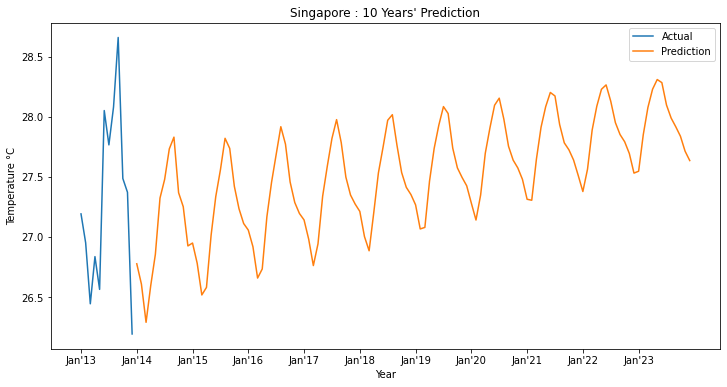 Singapore : 10 Years' Prediction
Actual
Prediction
28.5
28.0
27.5
27.0
26.5
Temperature °C
Jan'13 Jan'14 Jan'15 Jan'16 Jan'17 Jan'18 Jan'19 Jan'20 Jan'21 Jan'22 Jan'23
Year